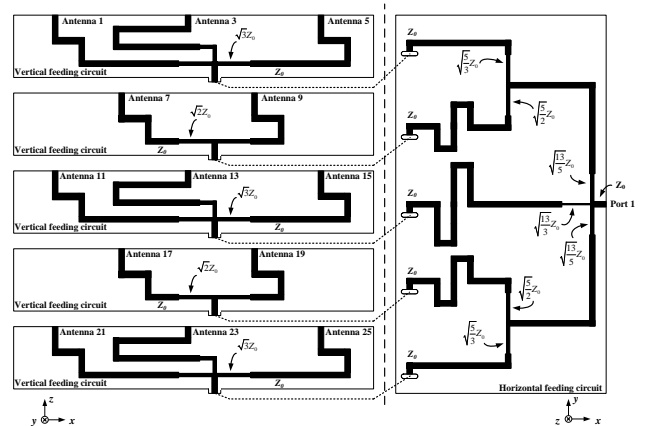 Antenna 1 Antenna 3 Antenna 5
√3Z₀
Z₀
Vertical feeding circuit
Antenna 7 Antenna 9
√2Z₀
Z₀
Vertical feeding circuit
Antenna 11 Antenna 13 Antenna 15
√3Z₀
Z₀
Vertical feeding circuit
Antenna 17 Antenna 19
√2Z₀
Z₀
Vertical feeding circuit
Antenna 21 Antenna 23 Antenna 25
√3Z₀
Z₀
Vertical feeding circuit
z
y x
Z₀
√(5/3)Z₀
Z₀
√(5/2)Z₀
√(13/5)Z₀
Z₀
Z₀
Port 1
√(13/3)Z₀
√(13/5)Z₀
Z₀
√(5/2)Z₀
√(5/3)Z₀
Z₀
Horizontal feeding circuit
y
z x